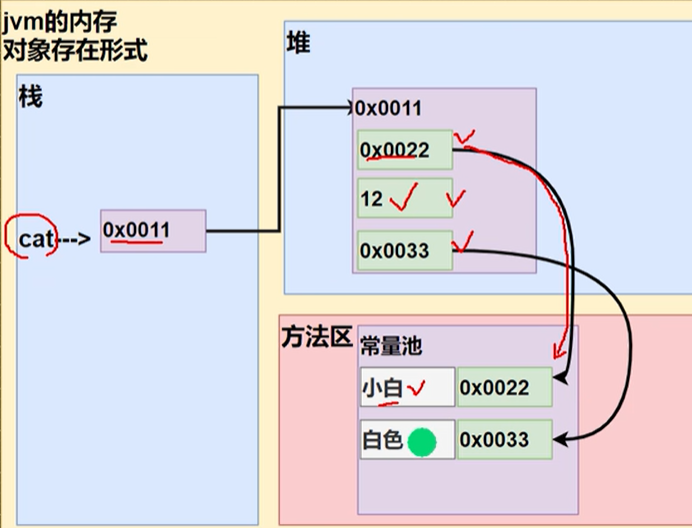 jvm的内存
对象存在形式
栈
堆
0x0011
0x0022
12
0x0033
cat--->
0x0011
方法区
常量池
小白
0x0022
白色
0x0033